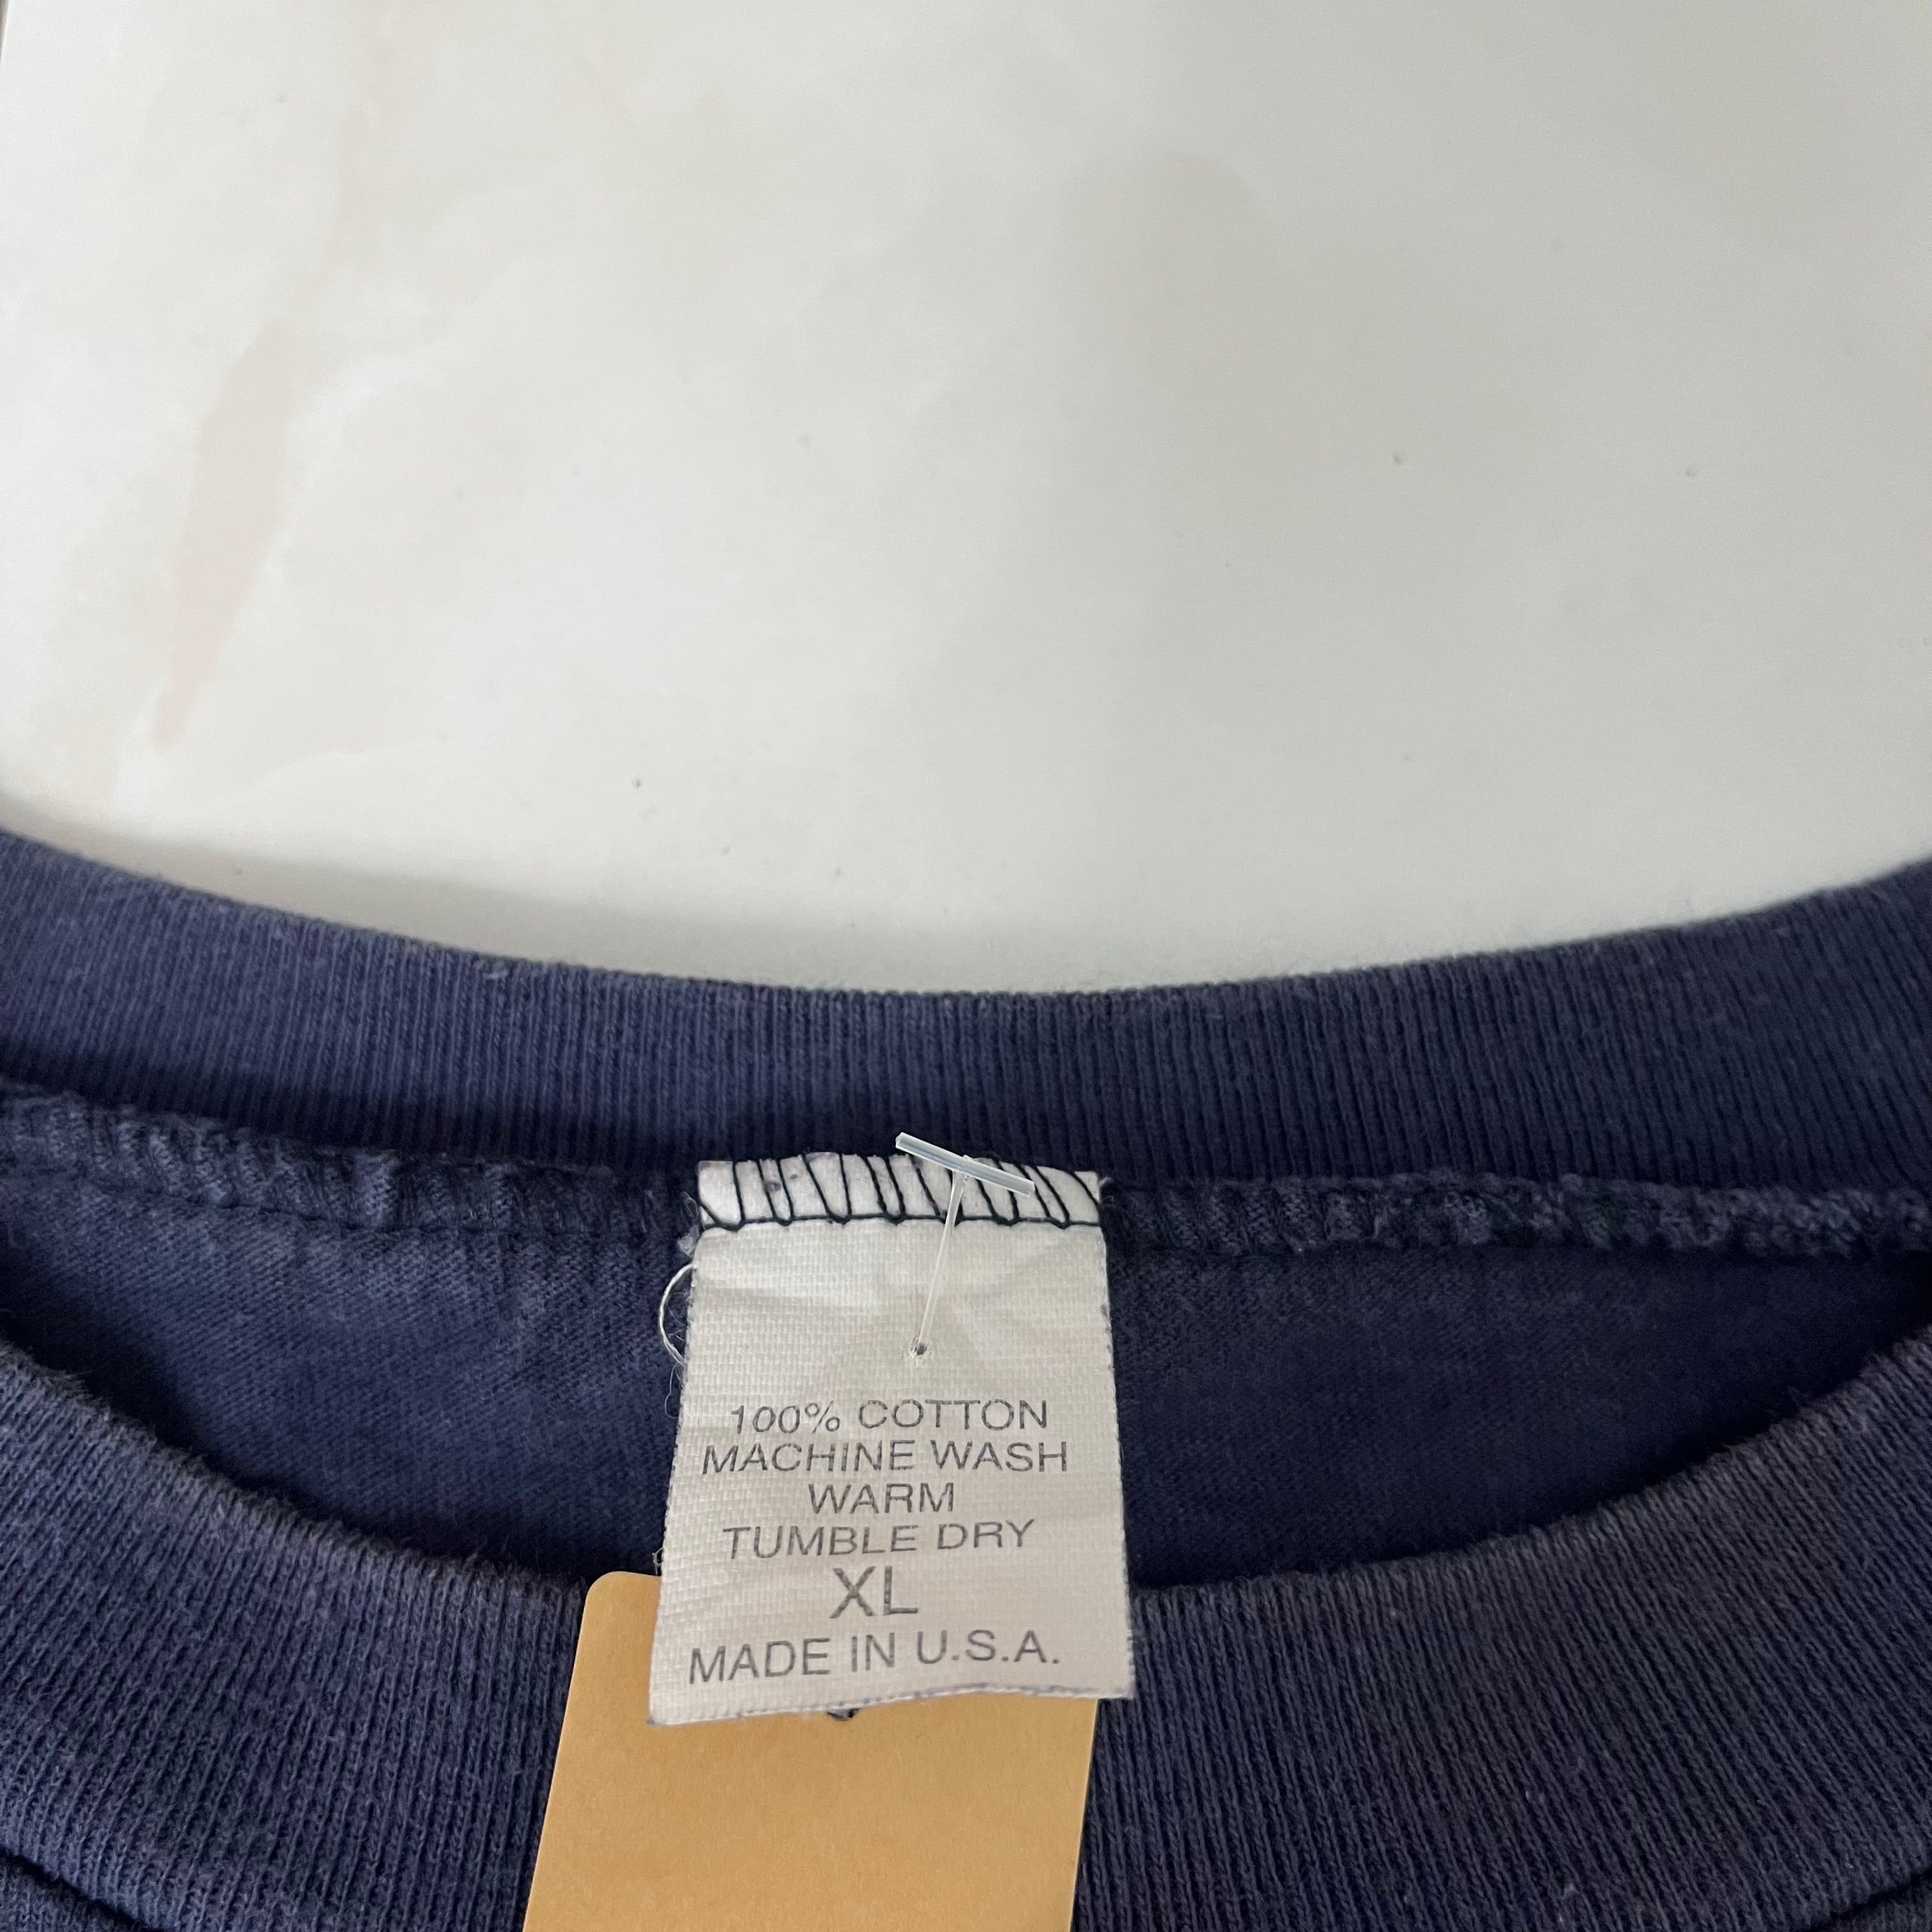 100% COTTON
MACHINE WASH
WARM
TUMBLE DRY
XL
MADE IN U.S.A.